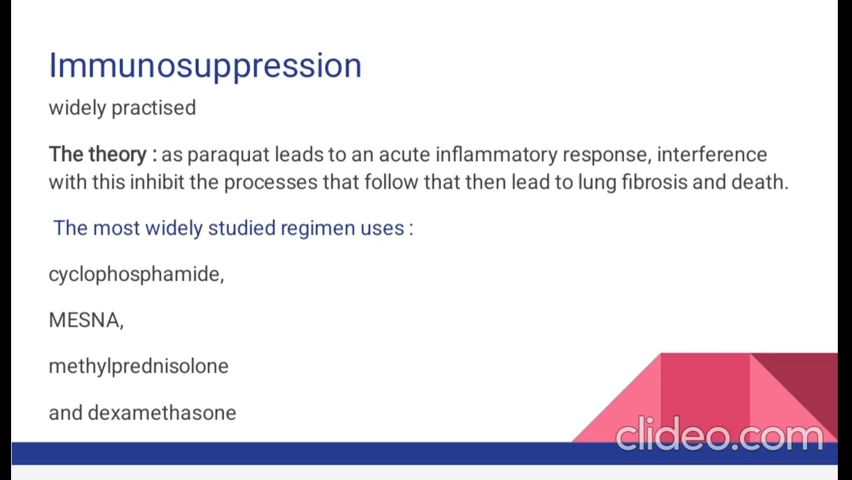 Immunosuppression
widely practised
The theory : as paraquat leads to an acute inflammatory response, interference
with this inhibit the processes that follow that then lead to lung fibrosis and death.
The most widely studied regimen uses :
cyclophosphamide,
MESNA,
methylprednisolone
and dexamethasone
clideo.com